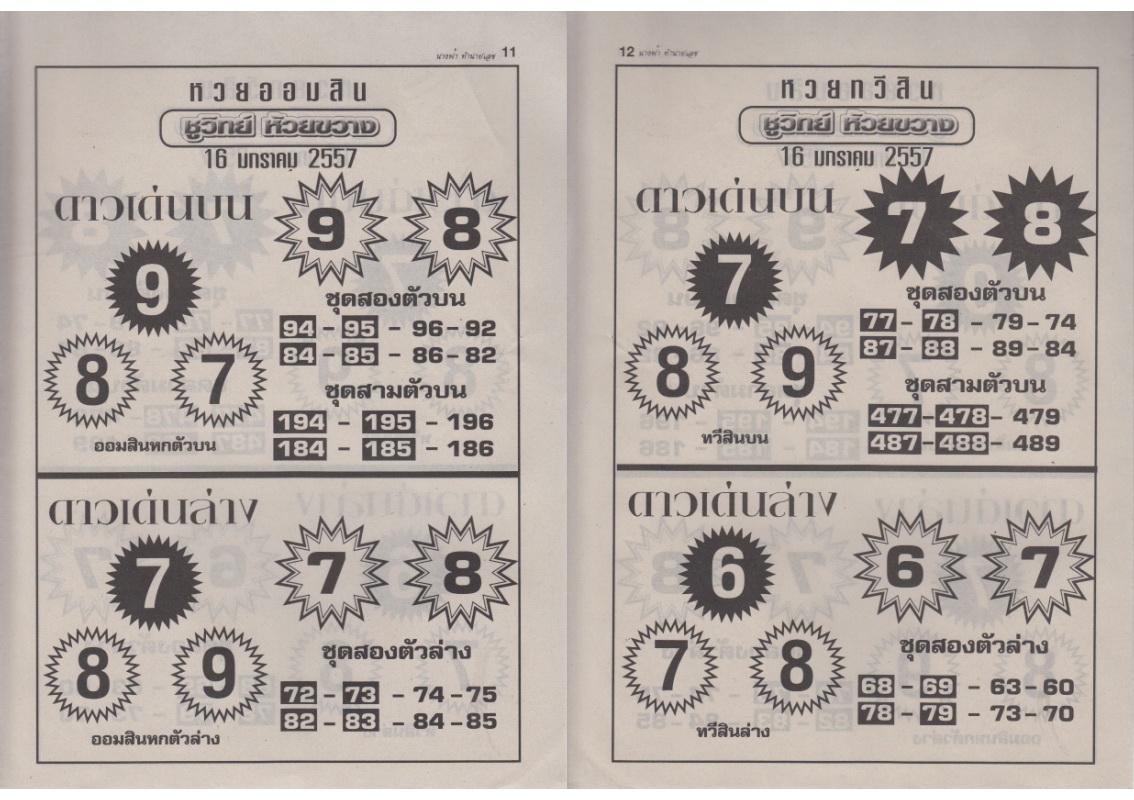 นางฟ้า ทำนายเลข 11
หวยออมสิน
ชูวิทย์ ห้วยขวาง
16 มกราคม 2557
ดาวเด่นบน
9 8
9
8 7
ชุดสองตัวบน
94 - 95 - 96 - 92
84 - 85 - 86 - 82
ชุดสามตัวบน
194 - 195 - 196
184 - 185 - 186
ออมสินหกตัวบน
ดาวเด่นล่าง
7
7 8
8 9
ชุดสองตัวล่าง
72 - 73 - 74 - 75
82 - 83 - 84 - 85
ออมสินหกตัวล่าง
12 นางฟ้า ทำนายเลข
หวยทวีสิน
ชูวิทย์ ห้วยขวาง
16 มกราคม 2557
ดาวเด่นบน
7 8
7
8 9
ชุดสองตัวบน
77 - 78 - 79 - 74
87 - 88 - 89 - 84
ชุดสามตัวบน
477 - 478 - 479
487 - 488 - 489
ทวีสินบน
ดาวเด่นล่าง
6
6 7
7 8
ชุดสองตัวล่าง
68 - 69 - 63 - 60
78 - 79 - 73 - 70
ทวีสินล่าง